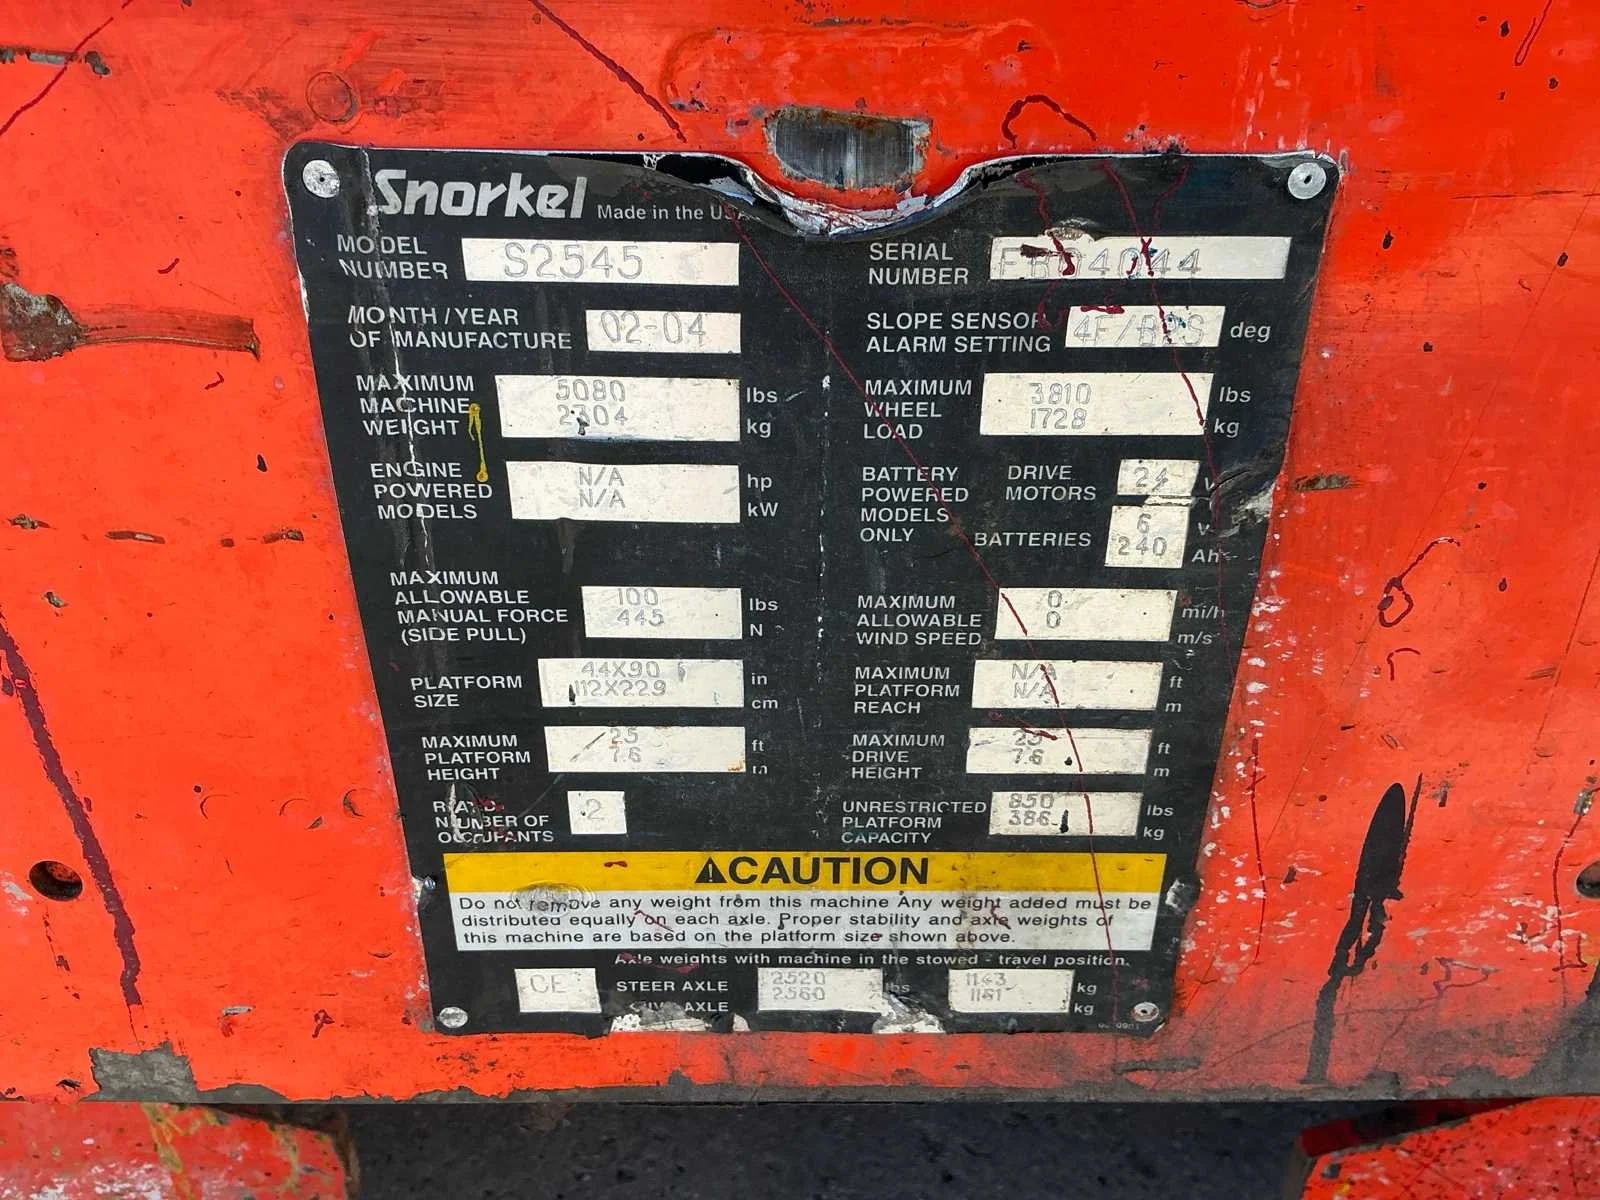 Snorkel Made in the USA
MODEL NUMBER S2545
SERIAL NUMBER
MONTH / YEAR OF MANUFACTURE 02-04
SLOPE SENSOR ALARM SETTING 4F/B2S deg
MAXIMUM MACHINE WEIGHT 5080 lbs
2304 kg
MAXIMUM WHEEL LOAD 3810 lbs
1728 kg
ENGINE POWERED MODELS N/A hp
N/A kW
BATTERY POWERED MODELS ONLY
DRIVE MOTORS 24 v
BATTERIES 6 v
240 Ah
MAXIMUM ALLOWABLE MANUAL FORCE (SIDE PULL) 100 lbs
445 N
MAXIMUM ALLOWABLE WIND SPEED 0 mi/h
0 m/s
PLATFORM SIZE 44X90 in
112X229 cm
MAXIMUM PLATFORM REACH N/A ft
N/A m
MAXIMUM PLATFORM HEIGHT 25 ft
7.6 m
MAXIMUM DRIVE HEIGHT 25 ft
7.6 m
NUMBER OF OCCUPANTS 2
UNRESTRICTED PLATFORM CAPACITY 850 lbs
386 kg
CAUTION
Do not remove any weight from this machine Any weight added must be
distributed equally on each axle. Proper stability and axle weights of
this machine are based on the platform size shown above.
Axle weights with machine in the stowed - travel position.
CE STEER AXLE 2520 lbs 1143 kg
AXLE 2560 1161 kg